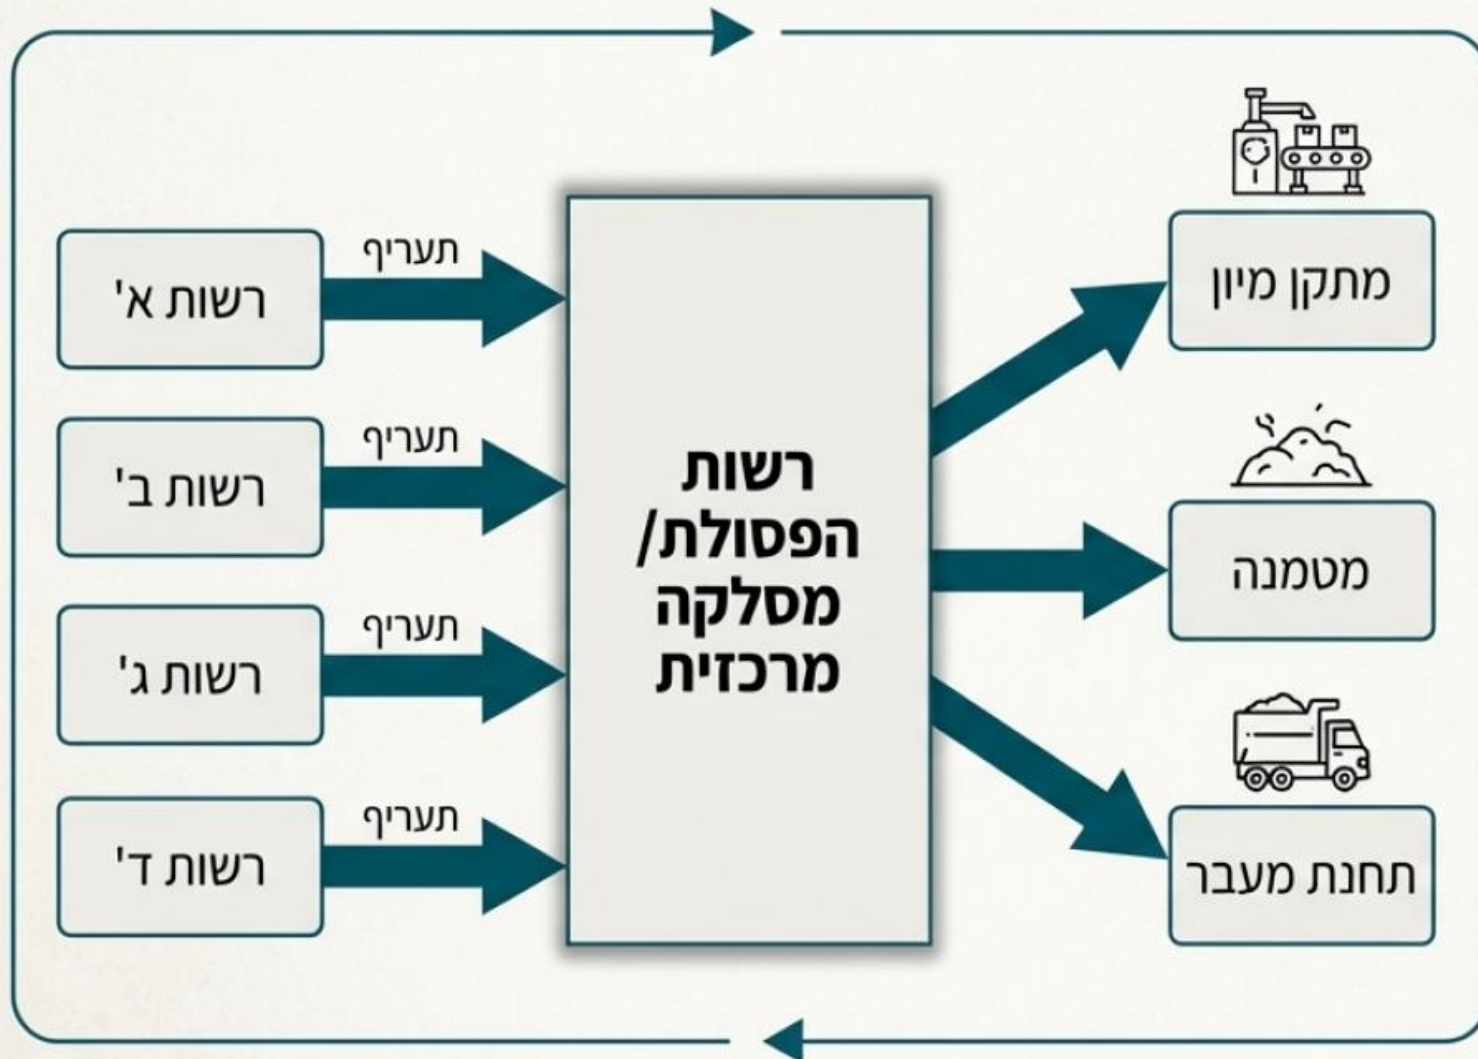 רשות א'
תעריף
רשות ב'
תעריף
רשות ג'
תעריף
רשות ד'
תעריף
רשות
הפסולת/
מסלקה
מרכזית
מתקן מיון
מטמנה
תחנת מעבר